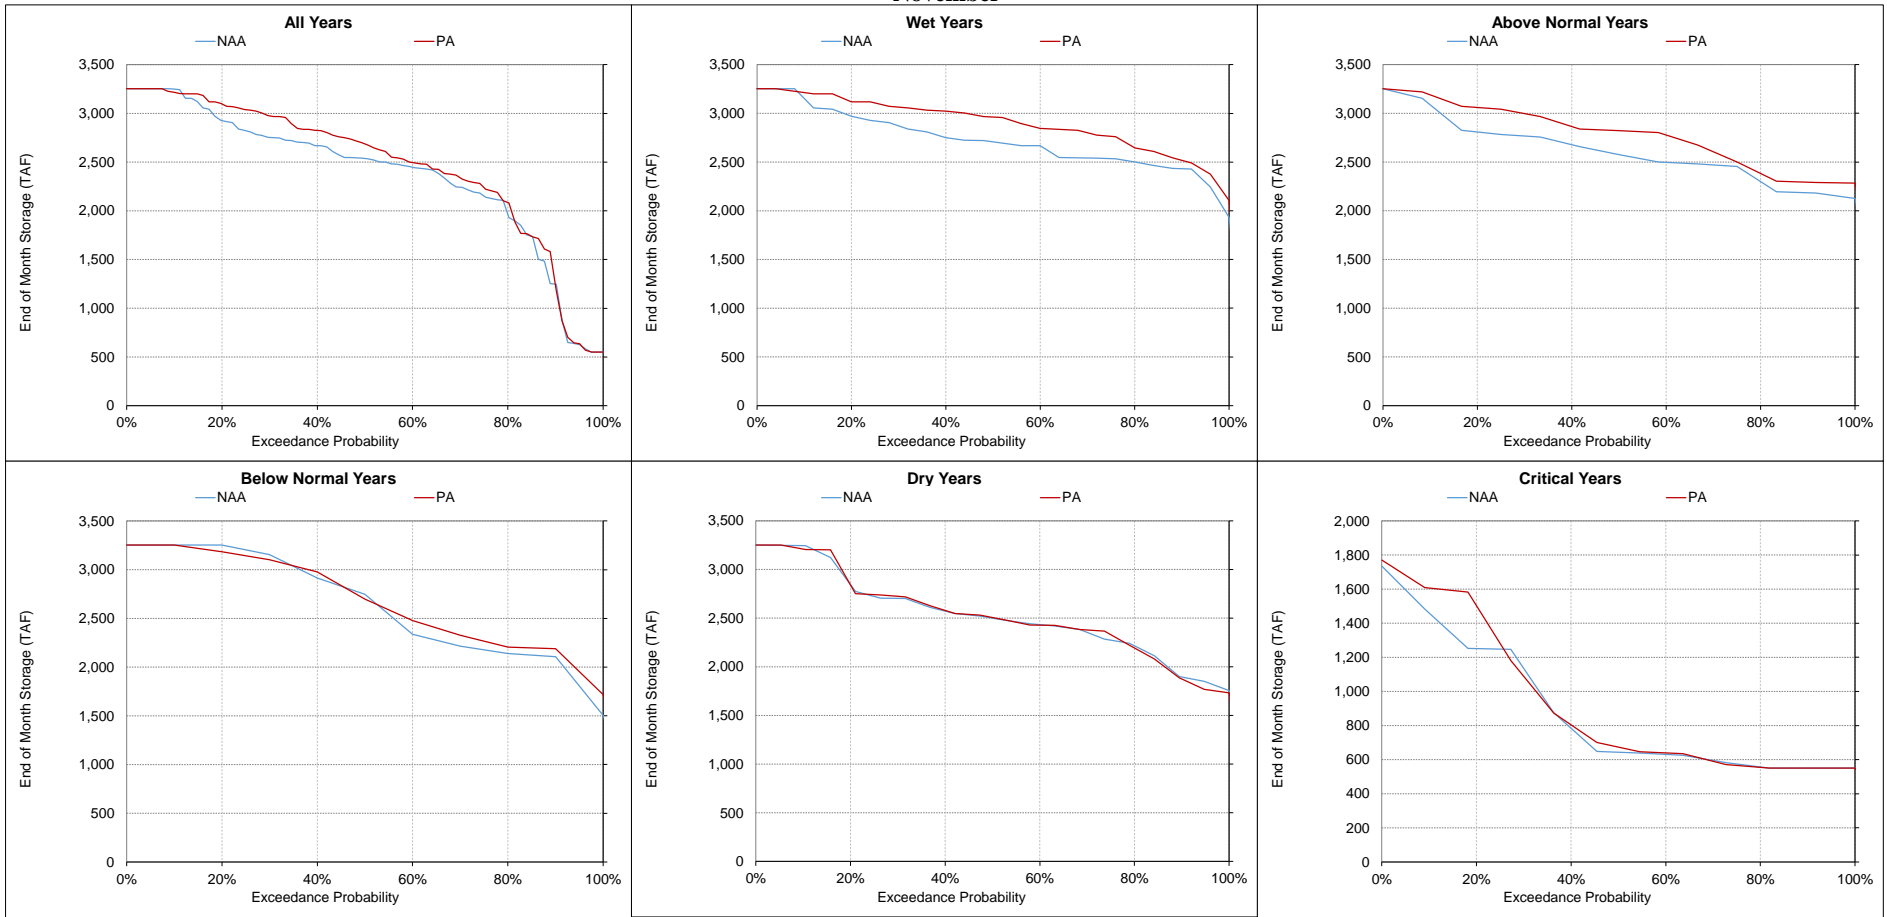 All Years
NAA PA
3,500
3,000
2,500
2,000
1,500
1,000
500
0
End of Month Storage (TAF)
0% 20% 40% 60% 80% 100%
Exceedance Probability
Wet Years
NAA PA
3,500
3,000
2,500
2,000
1,500
1,000
500
0
End of Month Storage (TAF)
0% 20% 40% 60% 80% 100%
Exceedance Probability
Above Normal Years
NAA PA
3,500
3,000
2,500
2,000
1,500
1,000
500
0
End of Month Storage (TAF)
0% 20% 40% 60% 80% 100%
Exceedance Probability
Below Normal Years
NAA PA
3,500
3,000
2,500
2,000
1,500
1,000
500
0
End of Month Storage (TAF)
0% 20% 40% 60% 80% 100%
Exceedance Probability
Dry Years
NAA PA
3,500
3,000
2,500
2,000
1,500
1,000
500
0
End of Month Storage (TAF)
0% 20% 40% 60% 80% 100%
Exceedance Probability
Critical Years
NAA PA
2,000
1,800
1,600
1,400
1,200
1,000
800
600
400
200
0
End of Month Storage (TAF)
0% 20% 40% 60% 80% 100%
Exceedance Probability